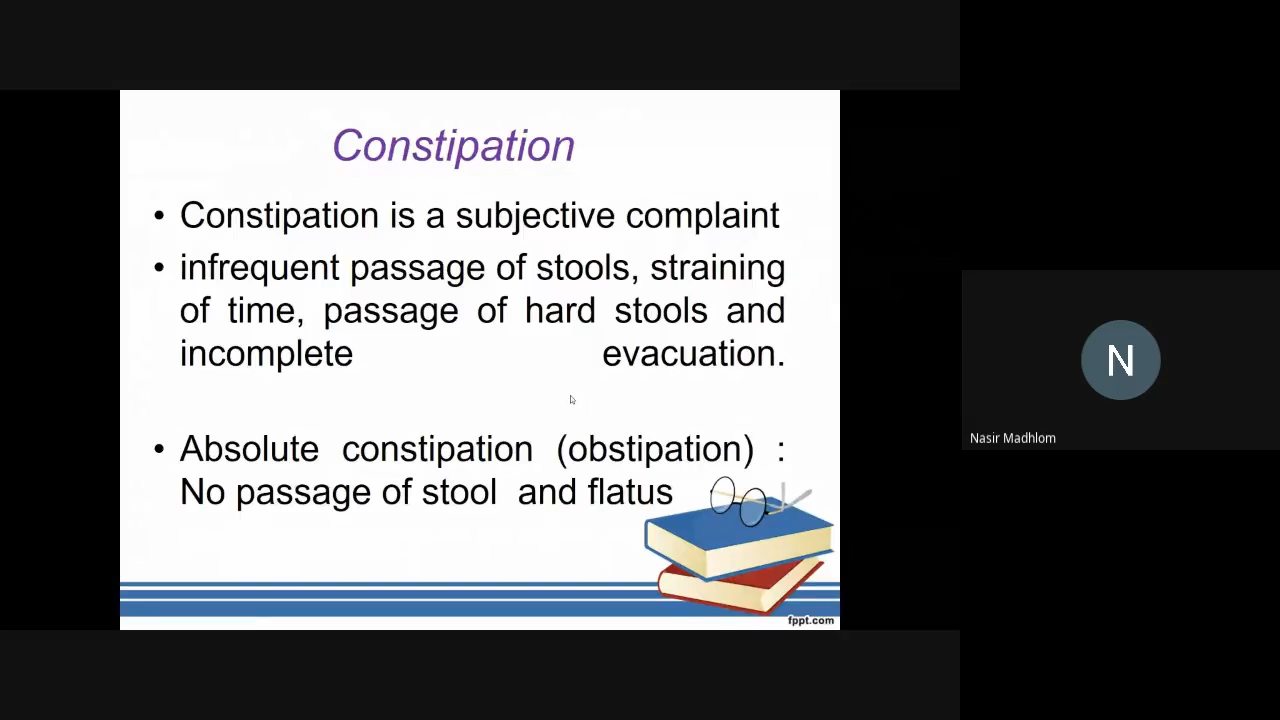 Constipation
• Constipation is a subjective complaint
• infrequent passage of stools, straining
of time, passage of hard stools and
incomplete evacuation.
• Absolute constipation (obstipation) :
No passage of stool and flatus
fppt.com
N
Nasir Madhlom